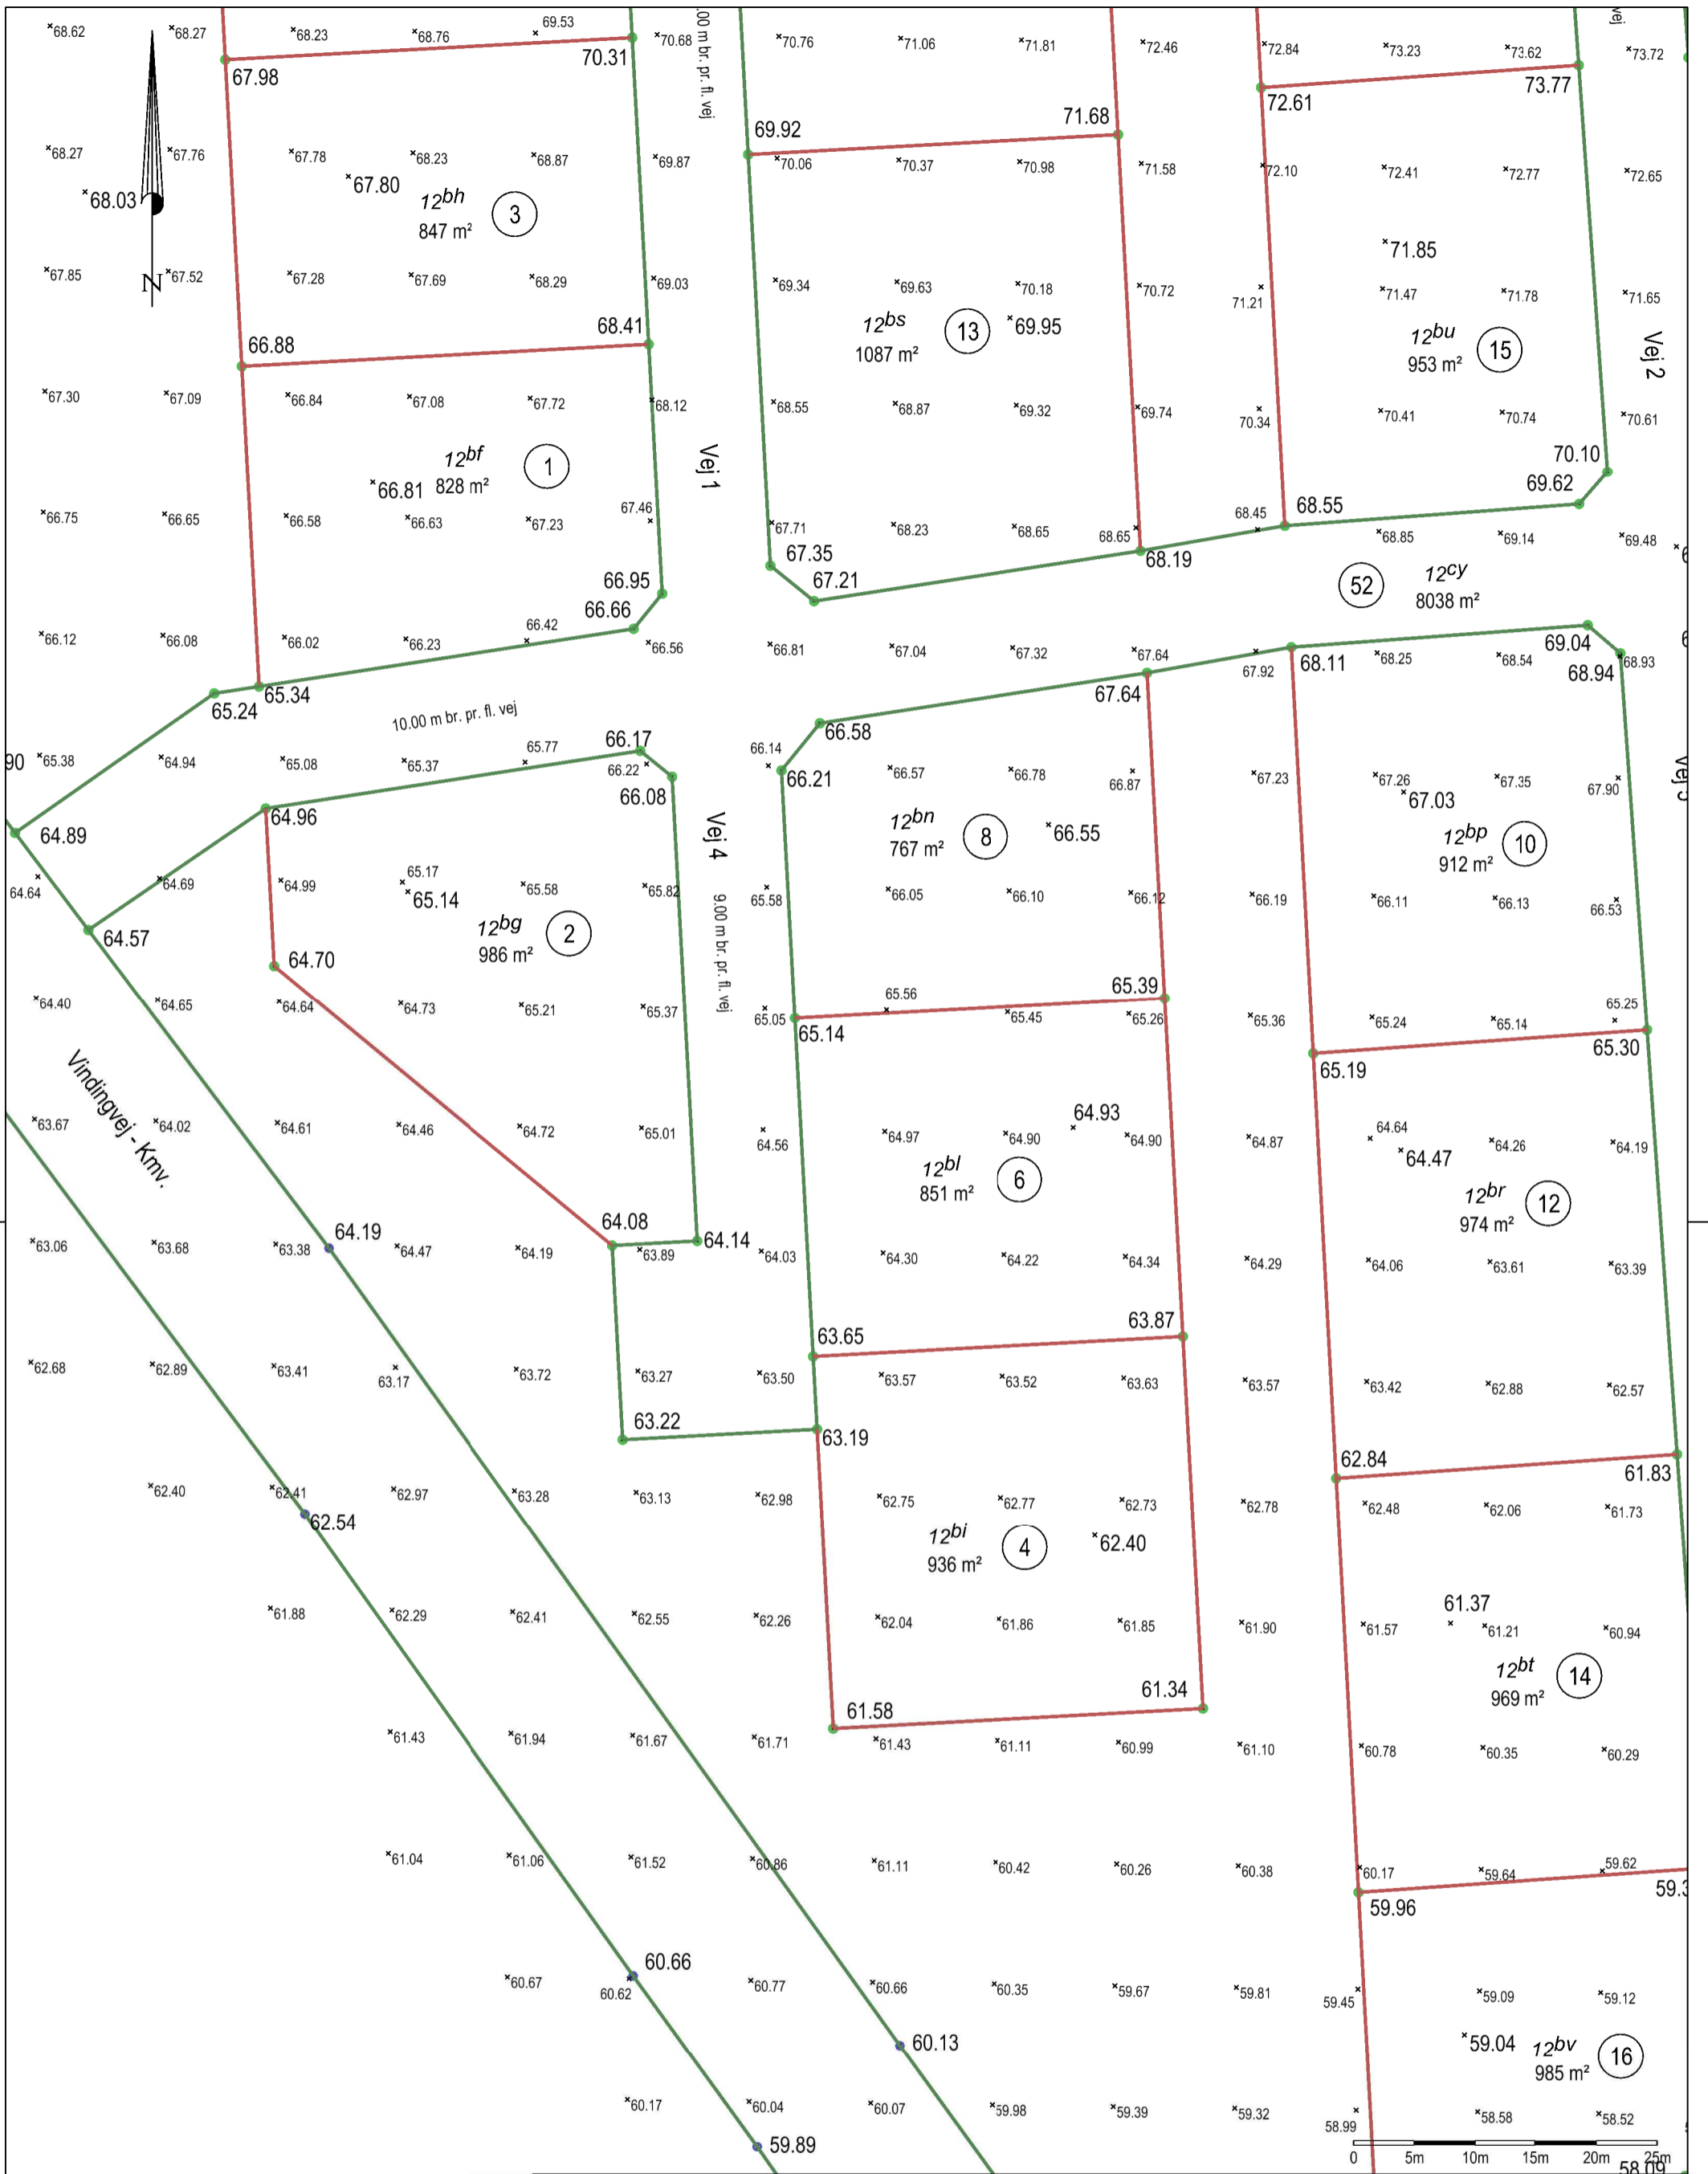 68.62 68.27 68.23 68.76 69.53 70.68 70.76 71.06 71.81 72.46 72.84 73.23 73.62 73.72
.00 m br. pr. fl. vej
vej
67.98 70.31 72.61 73.77
69.92 71.68
68.27 67.76 67.78 68.23 68.87 69.87 70.06 70.37 70.98 71.58 72.10 72.41 72.77 72.65
68.03 67.80
12bh 3
847 m²
71.85
67.85 N 67.52 67.28 67.69 68.29 69.03 69.34 69.63 70.18 70.72 71.21 71.47 71.78 71.65
12bs 13 69.95
1087 m²
12bu 15
953 m²
Vej 2
66.88 68.41
67.30 67.09 66.84 67.08 67.72 68.12 68.55 68.87 69.32 69.74 70.34 70.41 70.74 70.61
12bf 1
66.81 828 m²
Vej 1
70.10
69.62
66.75 66.65 66.58 66.63 67.23 67.46 67.71 68.23 68.65 68.65 68.45 68.55 68.85 69.14 69.48
67.35 68.19
66.95 67.21
66.66
52 12cy
8038 m²
66.12 66.08 66.02 66.23 66.42 66.56 66.81 67.04 67.32 67.64 67.92 68.25 68.54 68.93
68.11 69.04
68.94
65.24 65.34 67.64
10.00 m br. pr. fl. vej
66.58
66.17
90 65.38 64.94 65.08 65.37 65.77 66.22 66.14 66.57 66.78 66.87 67.23 67.26 67.35 67.90
66.08 66.21 67.03
64.89 64.96
Vej 4
12bn 8 66.55
767 m²
12bp 10
912 m²
64.64 64.69 64.99 65.17 65.58 65.82 65.58 66.05 66.10 66.12 66.19 66.11 66.13 66.53
65.14
12bg 2
986 m²
9.00 m br. pr. fl. vej
64.57
64.70
64.40 64.65 64.64 64.73 65.21 65.37 65.05 65.56 65.45 65.26 65.36 65.24 65.14 65.25
65.14 65.39
65.19 65.30
Vindingvej - Kmv.
63.67 64.02 64.61 64.46 64.72 65.01 64.56 64.97 64.90 64.90 64.87 64.64 64.26 64.19
64.93 64.47
12bl 6
851 m²
12br 12
974 m²
64.19 64.08 64.14
63.06 63.68 63.38 64.47 64.19 63.89 64.03 64.30 64.22 64.34 64.29 64.06 63.61 63.39
63.65 63.87
62.68 62.89 63.41 63.17 63.72 63.27 63.50 63.57 63.52 63.63 63.57 63.42 62.88 62.57
63.22 63.19
62.84 61.83
62.40 62.41 62.97 63.28 63.13 62.98 62.75 62.77 62.73 62.78 62.48 62.06 61.73
62.54
12bi 4 62.40
936 m²
61.88 62.29 62.41 62.55 62.26 62.04 61.86 61.85 61.90 61.57 61.21 60.94
61.37
12bt 14
969 m²
61.58 61.34
61.43 61.94 61.67 61.71 61.43 61.11 60.99 61.10 60.78 60.35 60.29
61.04 61.06 61.52 60.86 61.11 60.42 60.26 60.38 60.17 59.64 59.62
59.96 59.3
60.66
60.67 60.62 60.77 60.66 60.35 59.67 59.81 59.45 59.09 59.12
60.13
59.04 12bv 16
985 m²
60.17 60.04 60.07 59.98 59.39 59.32 58.99 58.58 58.52
59.89
0 5m 10m 15m 20m 25m
58.09